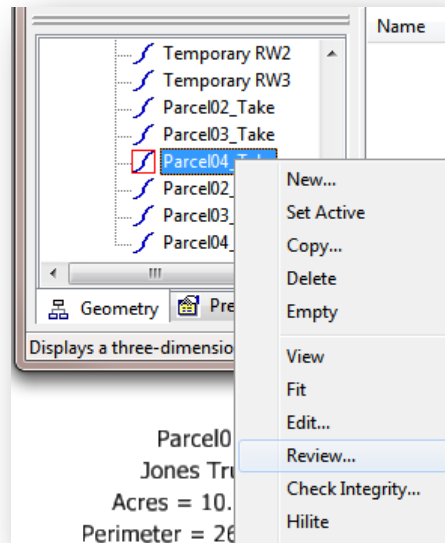 Name
Temporary RW2
Temporary RW3
Parcel02_Take
Parcel03_Take
Parcel04_Take
Parcel02_
Parcel03_
Parcel04_
Geometry Pre
Displays a three-dimensio
New...
Set Active
Copy...
Delete
Empty
View
Fit
Edit...
Review...
Check Integrity...
Hilite
Parcel0
Jones Tru
Acres = 10.
Perimeter = 26